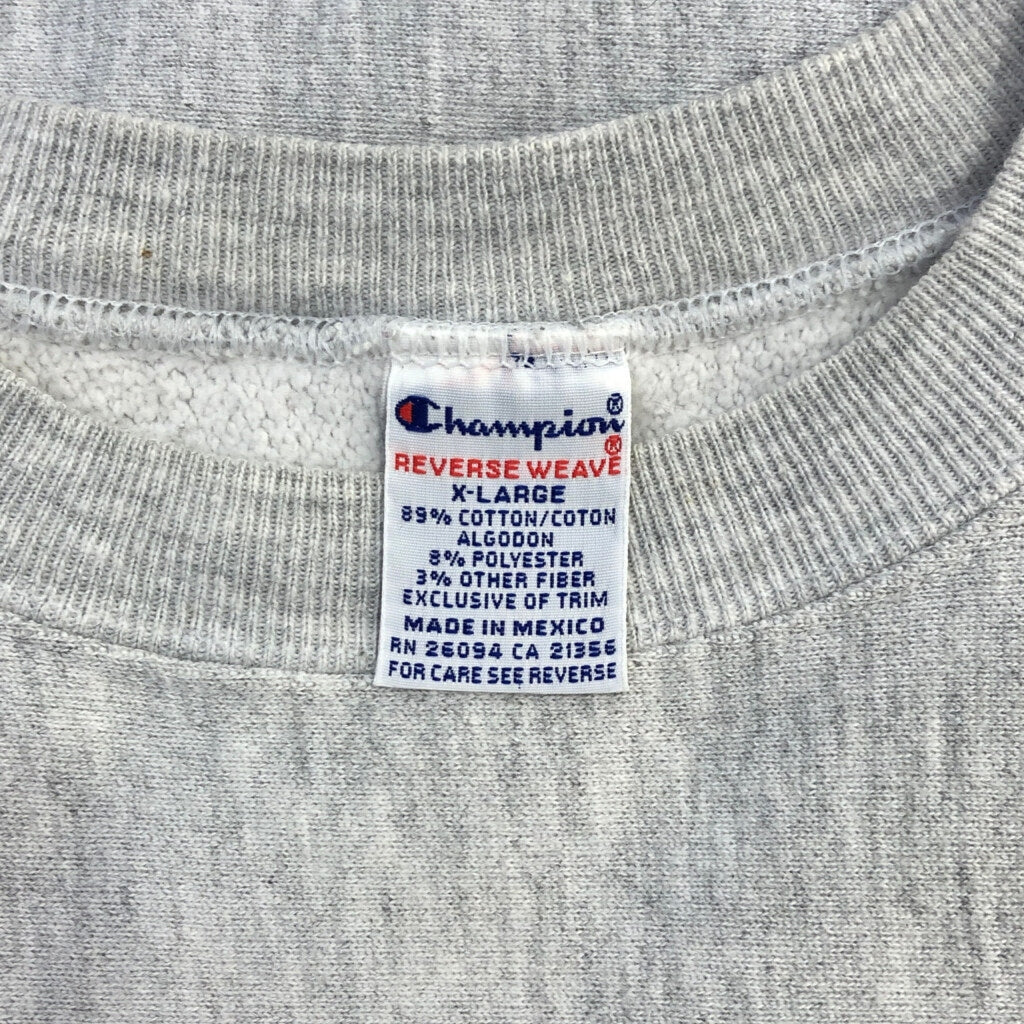 Champion®
REVERSE WEAVE®
X-LARGE
89% COTTON/COTON
ALGODON
8% POLYESTER
3% OTHER FIBER
EXCLUSIVE OF TRIM
MADE IN MEXICO
RN 26094 CA 21356
FOR CARE SEE REVERSE